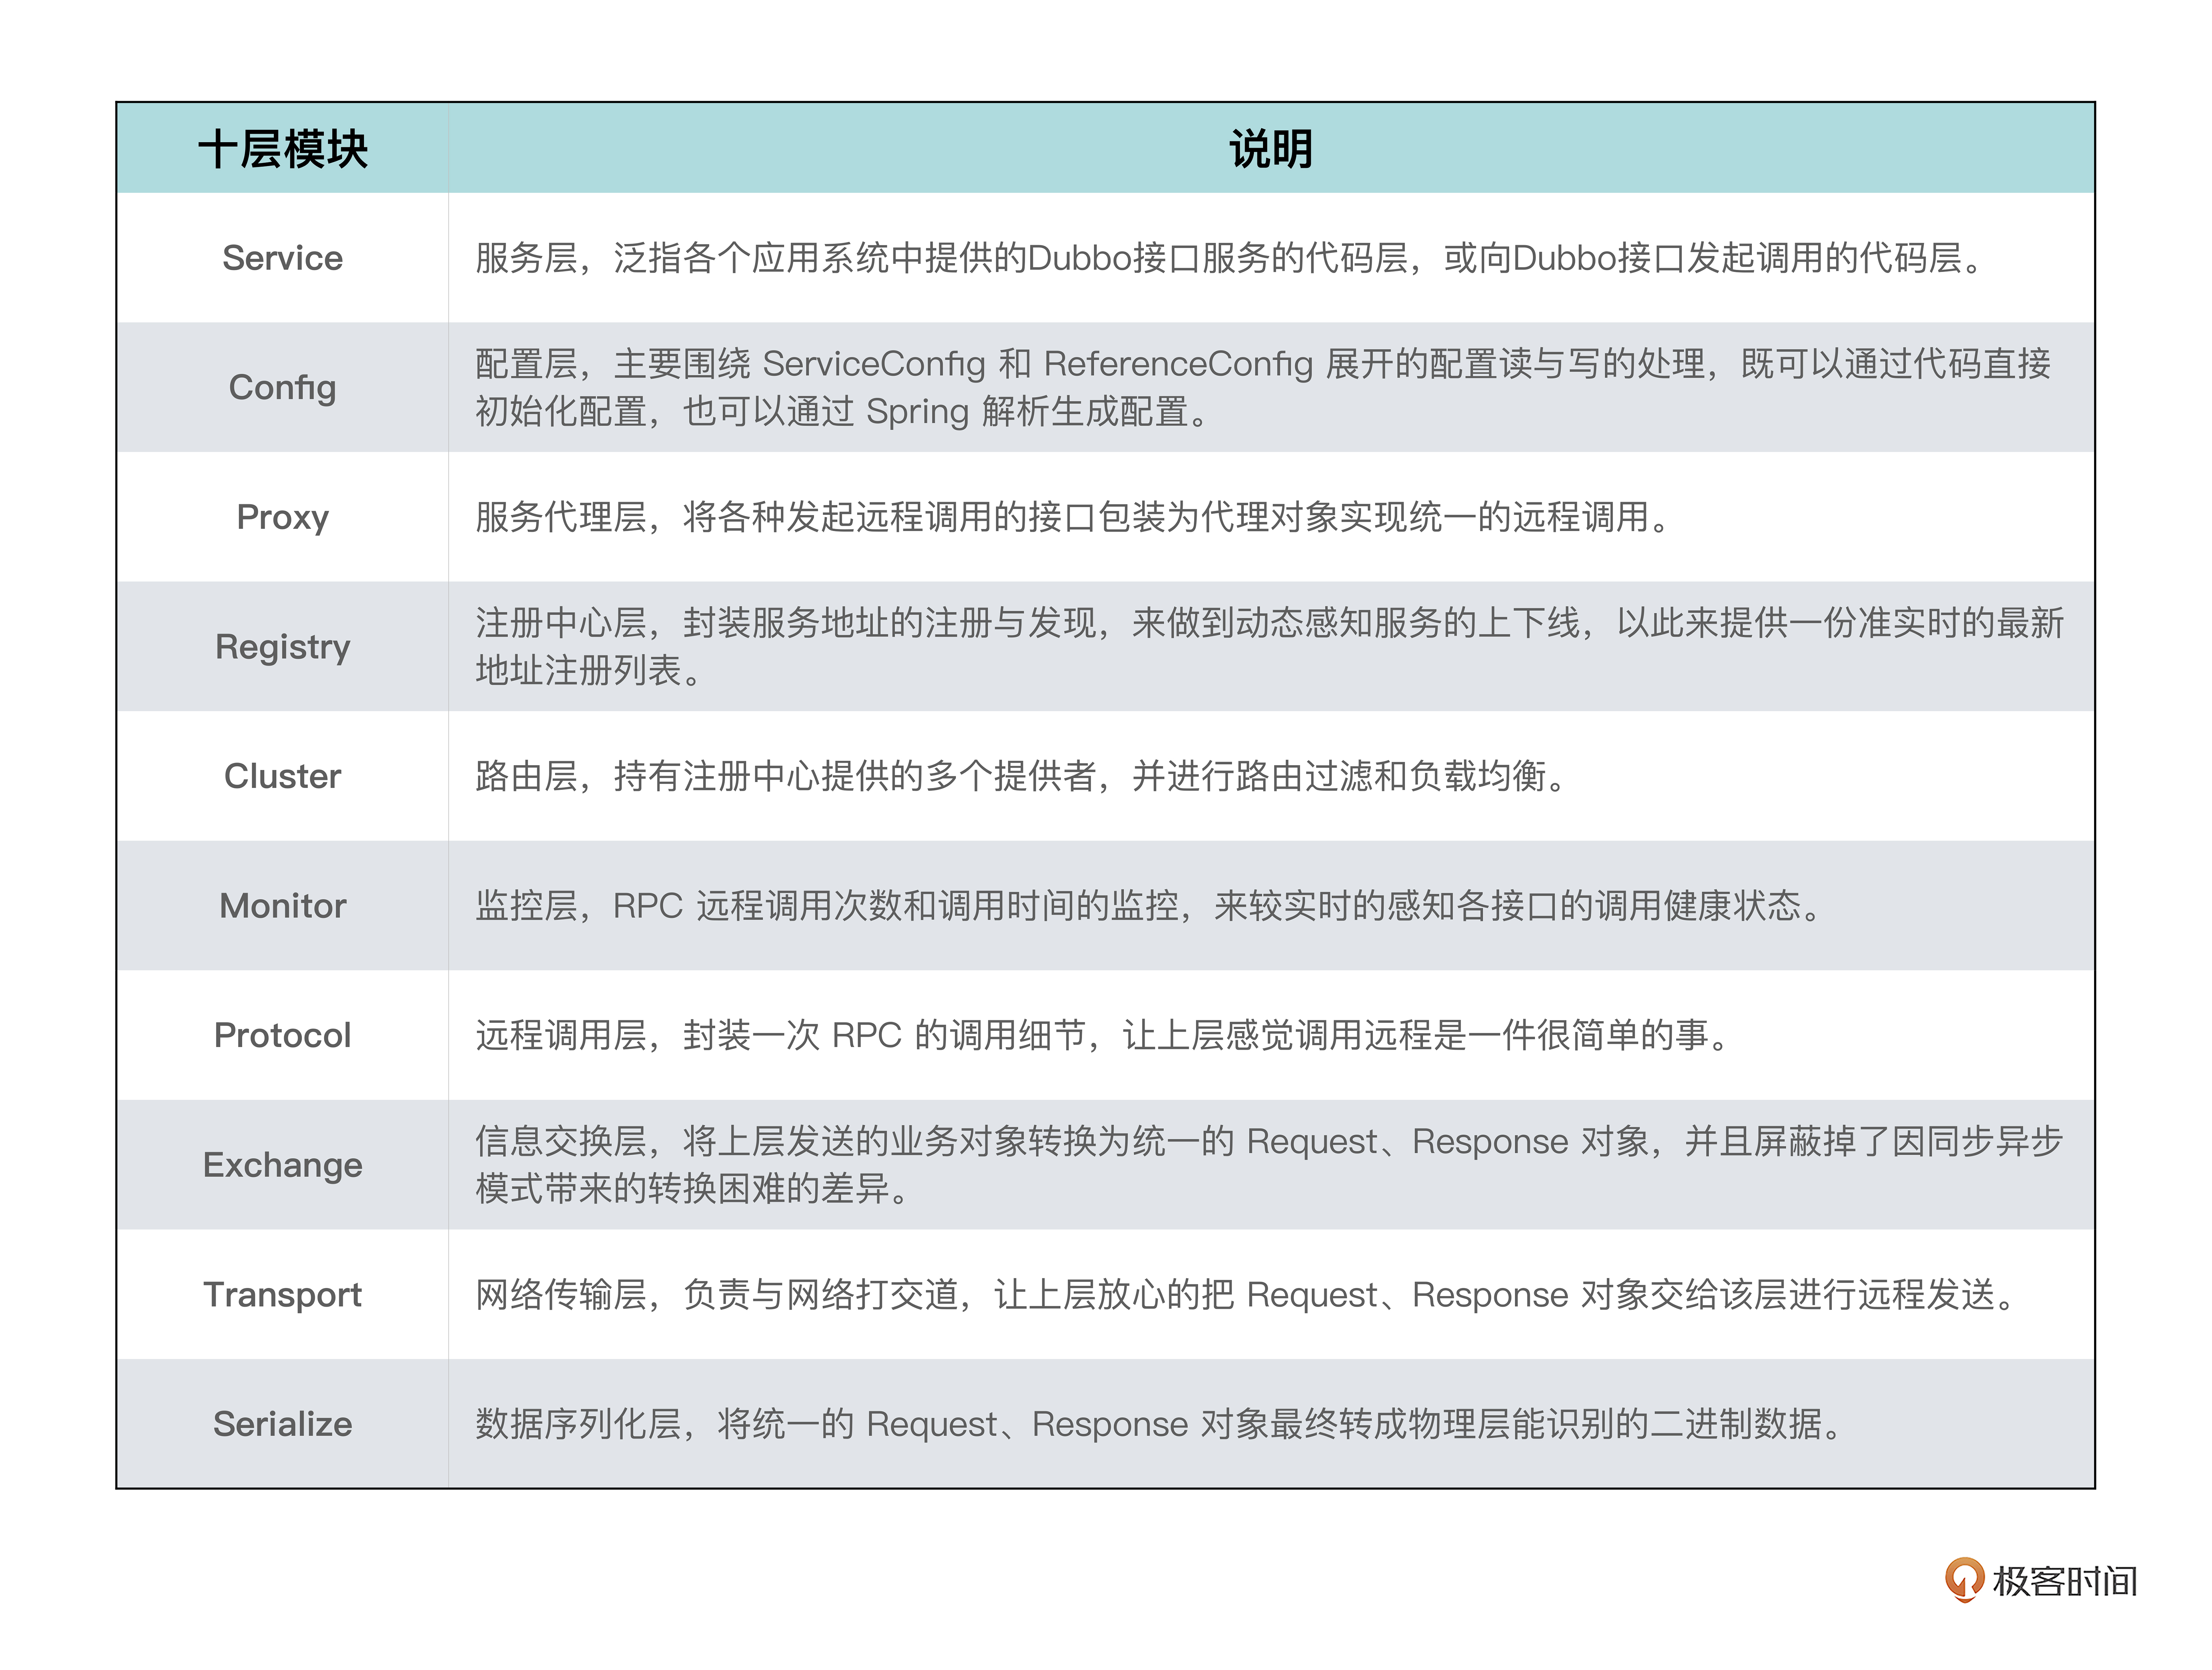 十层模块
说明
Service
服务层，泛指各个应用系统中提供的Dubbo接口服务的代码层，或向Dubbo接口发起调用的代码层。
Config
配置层，主要围绕 ServiceConfig 和 ReferenceConfig 展开的配置读与写的处理，既可以通过代码直接
初始化配置，也可以通过 Spring 解析生成配置。
Proxy
服务代理层，将各种发起远程调用的接口包装为代理对象实现统一的远程调用。
Registry
注册中心层，封装服务地址的注册与发现，来做到动态感知服务的上下线，以此来提供一份准实时的最新
地址注册列表。
Cluster
路由层，持有注册中心提供的多个提供者，并进行路由过滤和负载均衡。
Monitor
监控层，RPC 远程调用次数和调用时间的监控，来较实时的感知各接口的调用健康状态。
Protocol
远程调用层，封装一次 RPC 的调用细节，让上层感觉调用远程是一件很简单的事。
Exchange
信息交换层，将上层发送的业务对象转换为统一的 Request、Response 对象，并且屏蔽掉了因同步异步
模式带来的转换困难的差异。
Transport
网络传输层，负责与网络打交道，让上层放心的把 Request、Response 对象交给该层进行远程发送。
Serialize
数据序列化层，将统一的 Request、Response 对象最终转成物理层能识别的二进制数据。
极客时间